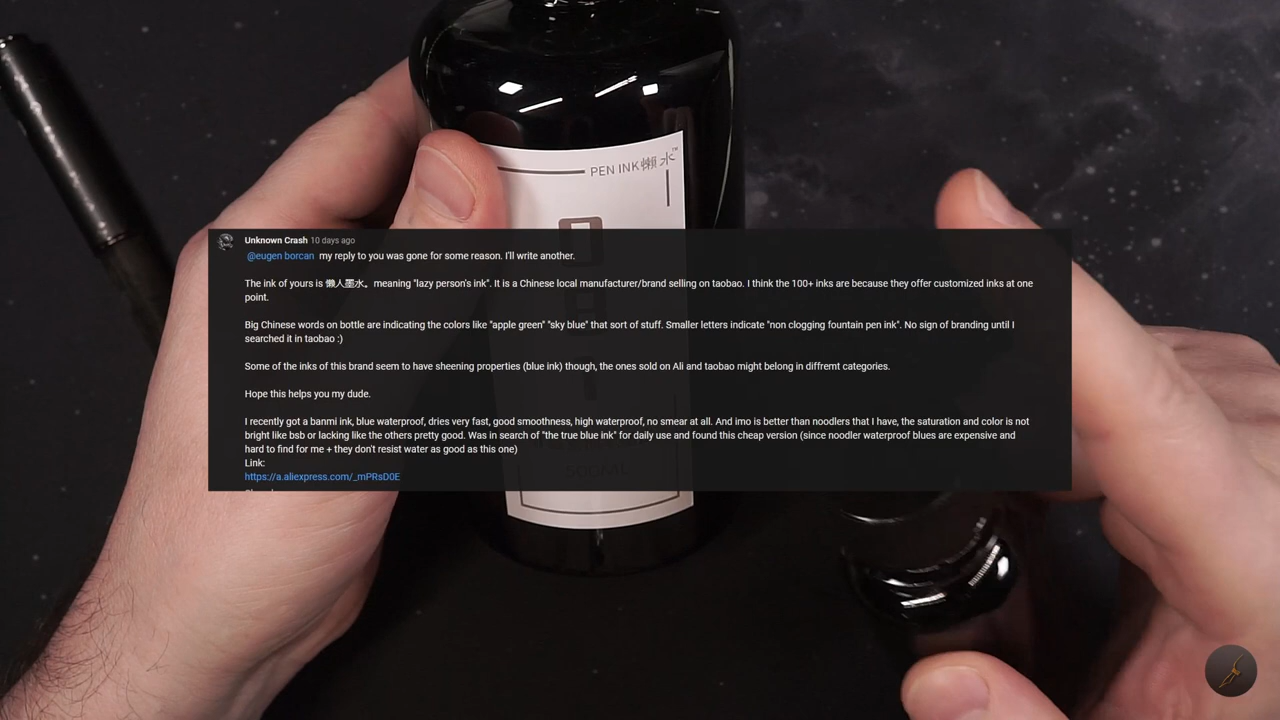 PEN INK懶水™
Unknown Crash 10 days ago
@eugen borcan my reply to you was gone for some reason. I'll write another.
The ink of yours is 懒人墨水。meaning "lazy person's ink". It is a Chinese local manufacturer/brand selling on taobao. I think the 100+ inks are because they offer customized inks at one
point.
Big Chinese words on bottle are indicating the colors like "apple green" "sky blue" that sort of stuff. Smaller letters indicate "non clogging fountain pen ink". No sign of branding until I
searched it in taobao :)
Some of the inks of this brand seem to have sheening properties (blue ink) though, the ones sold on Ali and taobao might belong in diffremt categories.
Hope this helps you my dude.
I recently got a banmi ink, blue waterproof, dries very fast, good smoothness, high waterproof, no smear at all. And imo is better than noodlers that I have, the saturation and color is not
bright like bsb or lacking like the others pretty good. Was in search of "the true blue ink" for daily use and found this cheap version (since noodler waterproof blues are expensive and
hard to find for me + they don't resist water as good as this one)
Link:
https://a.aliexpress.com/_mPRsD0E
500ML